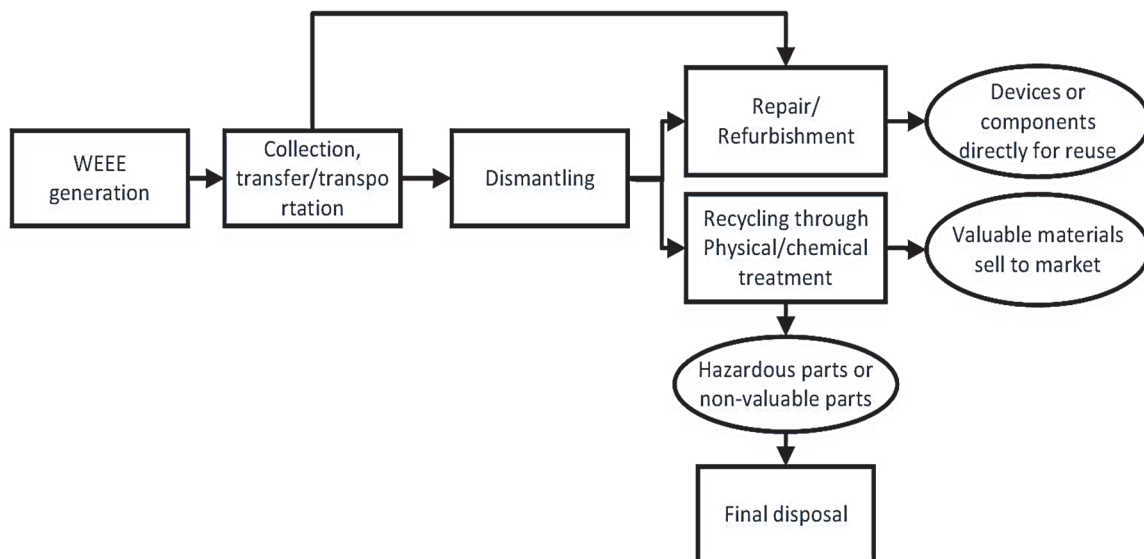 WEEE
generation
Collection,
transfer/transpo
rtation
Dismantling
Repair/
Refurbishment
Devices or
components
directly for reuse
Recycling through
Physical/chemical
treatment
Valuable materials
sell to market
Hazardous parts or
non-valuable parts
Final disposal